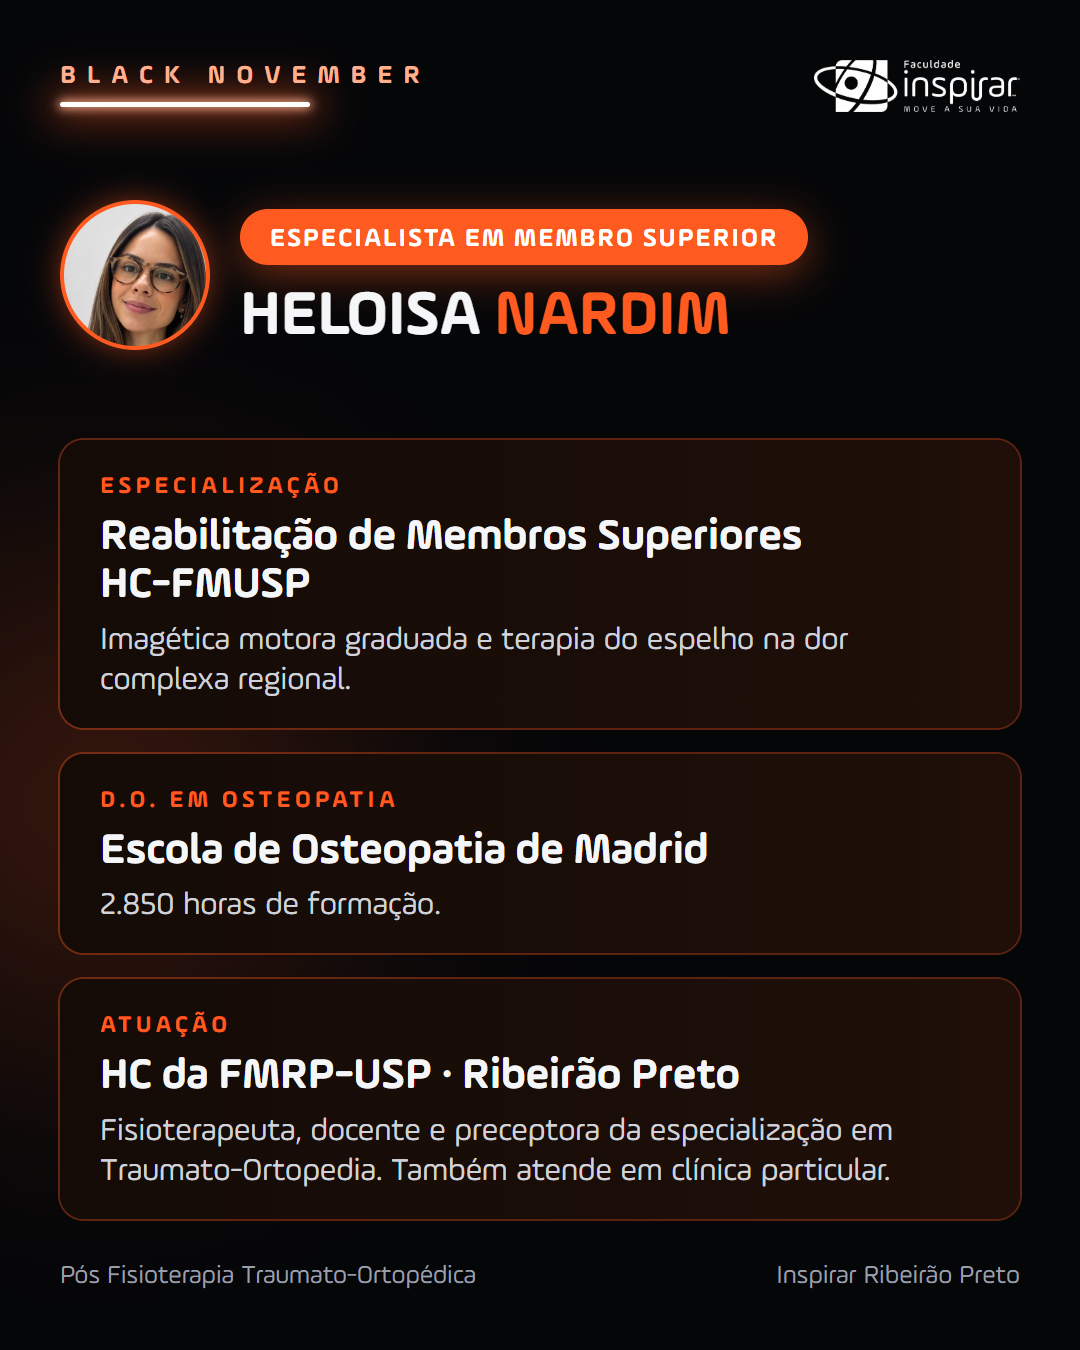 BLACK NOVEMBER
Faculdade
inspirar
MOVE A SUA VIDA
ESPECIALISTA EM MEMBRO SUPERIOR
HELOISA NARDIM
ESPECIALIZAÇÃO
Reabilitação de Membros Superiores
HC-FMUSP
Imagética motora graduada e terapia do espelho na dor
complexa regional.
D.O. EM OSTEOPATIA
Escola de Osteopatia de Madrid
2.850 horas de formação.
ATUAÇÃO
HC da FMRP-USP · Ribeirão Preto
Fisioterapeuta, docente e preceptora da especialização em
Traumato-Ortopedia. Também atende em clínica particular.
Pós Fisioterapia Traumato-Ortopédica
Inspirar Ribeirão Preto